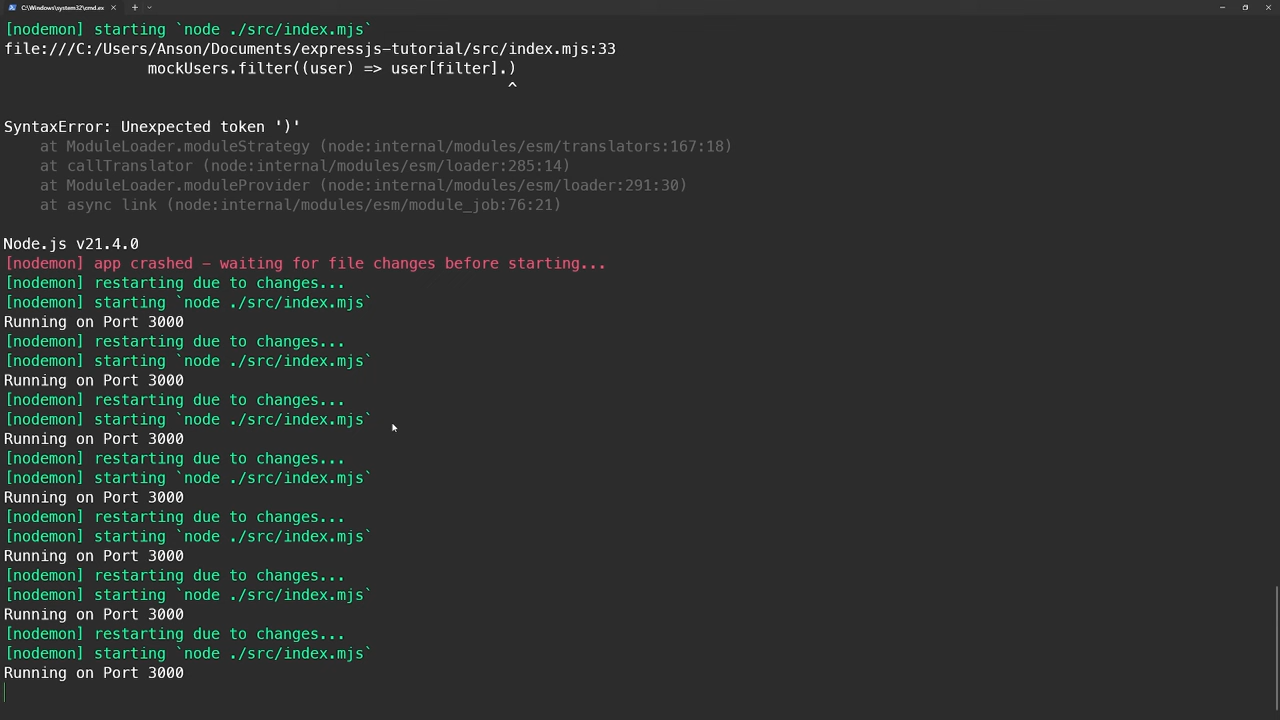 C:\Windows\system32\cmd.ex
[nodemon] starting `node ./src/index.mjs`
file:///C:/Users/Anson/Documents/expressjs-tutorial/src/index.mjs:33
mockUsers.filter((user) => user[filter].)
^
SyntaxError: Unexpected token ')'
at ModuleLoader.moduleStrategy (node:internal/modules/esm/translators:167:18)
at callTranslator (node:internal/modules/esm/loader:285:14)
at ModuleLoader.moduleProvider (node:internal/modules/esm/loader:291:30)
at async link (node:internal/modules/esm/module_job:76:21)
Node.js v21.4.0
[nodemon] app crashed – waiting for file changes before starting...
[nodemon] restarting due to changes...
[nodemon] starting `node ./src/index.mjs`
Running on Port 3000
[nodemon] restarting due to changes...
[nodemon] starting `node ./src/index.mjs`
Running on Port 3000
[nodemon] restarting due to changes...
[nodemon] starting `node ./src/index.mjs`
Running on Port 3000
[nodemon] restarting due to changes...
[nodemon] starting `node ./src/index.mjs`
Running on Port 3000
[nodemon] restarting due to changes...
[nodemon] starting `node ./src/index.mjs`
Running on Port 3000
[nodemon] restarting due to changes...
[nodemon] starting `node ./src/index.mjs`
Running on Port 3000
[nodemon] restarting due to changes...
[nodemon] starting `node ./src/index.mjs`
Running on Port 3000